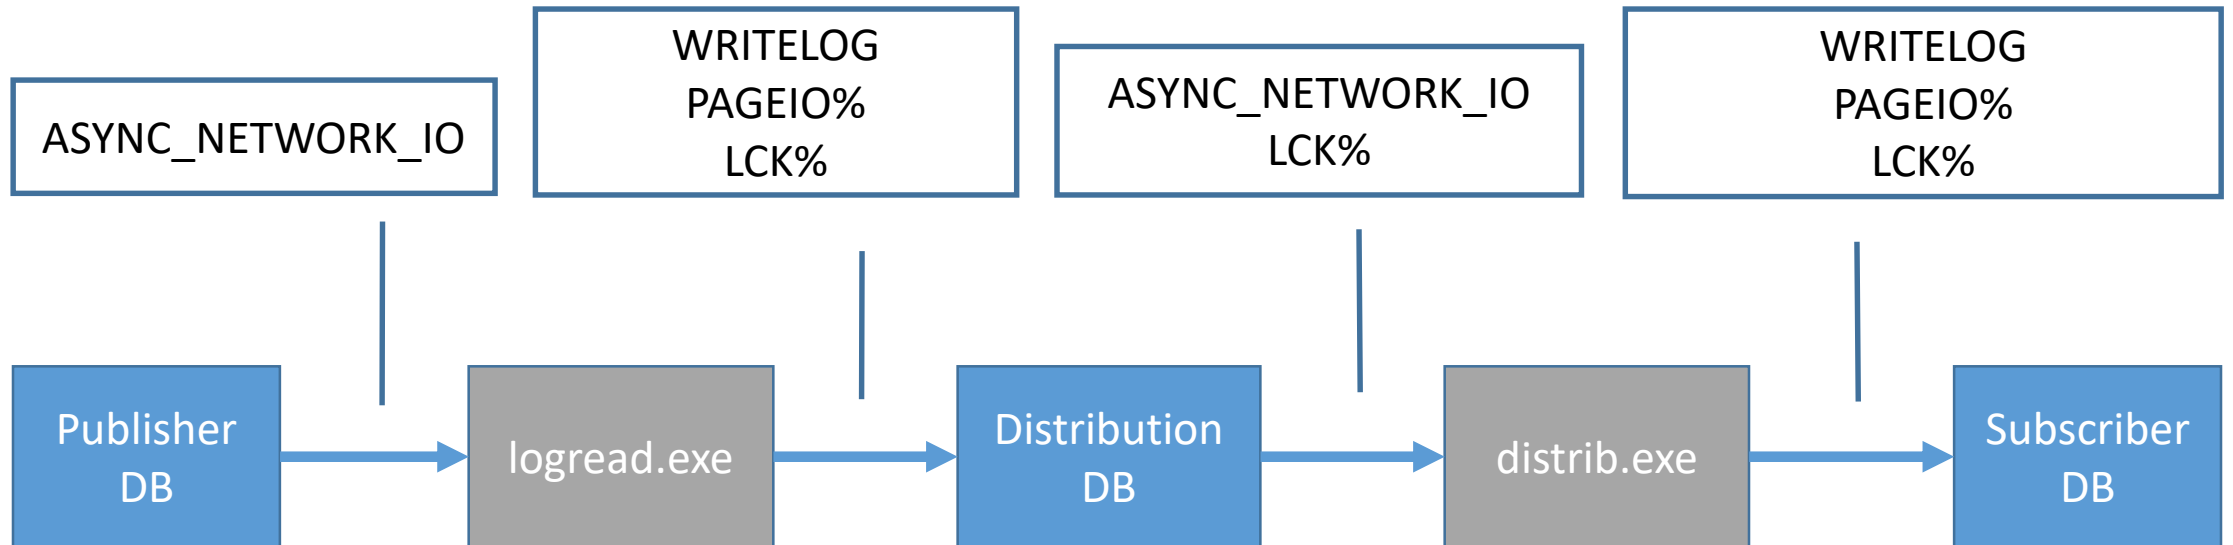 ASYNC_NETWORK_IO
WRITELOG
PAGEIO%
LCK%
ASYNC_NETWORK_IO
LCK%
WRITELOG
PAGEIO%
LCK%
Publisher
DB
logread.exe
Distribution
DB
distrib.exe
Subscriber
DB